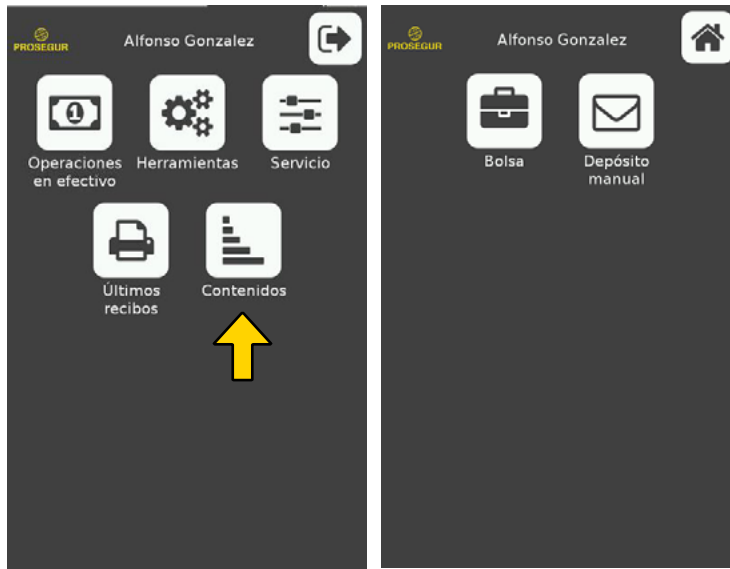 PROSEGUR
Alfonso Gonzalez
Operaciones
en efectivo
Herramientas
Servicio
Últimos
recibos
Contenidos
PROSEGUR
Alfonso Gonzalez
Bolsa
Depósito
manual